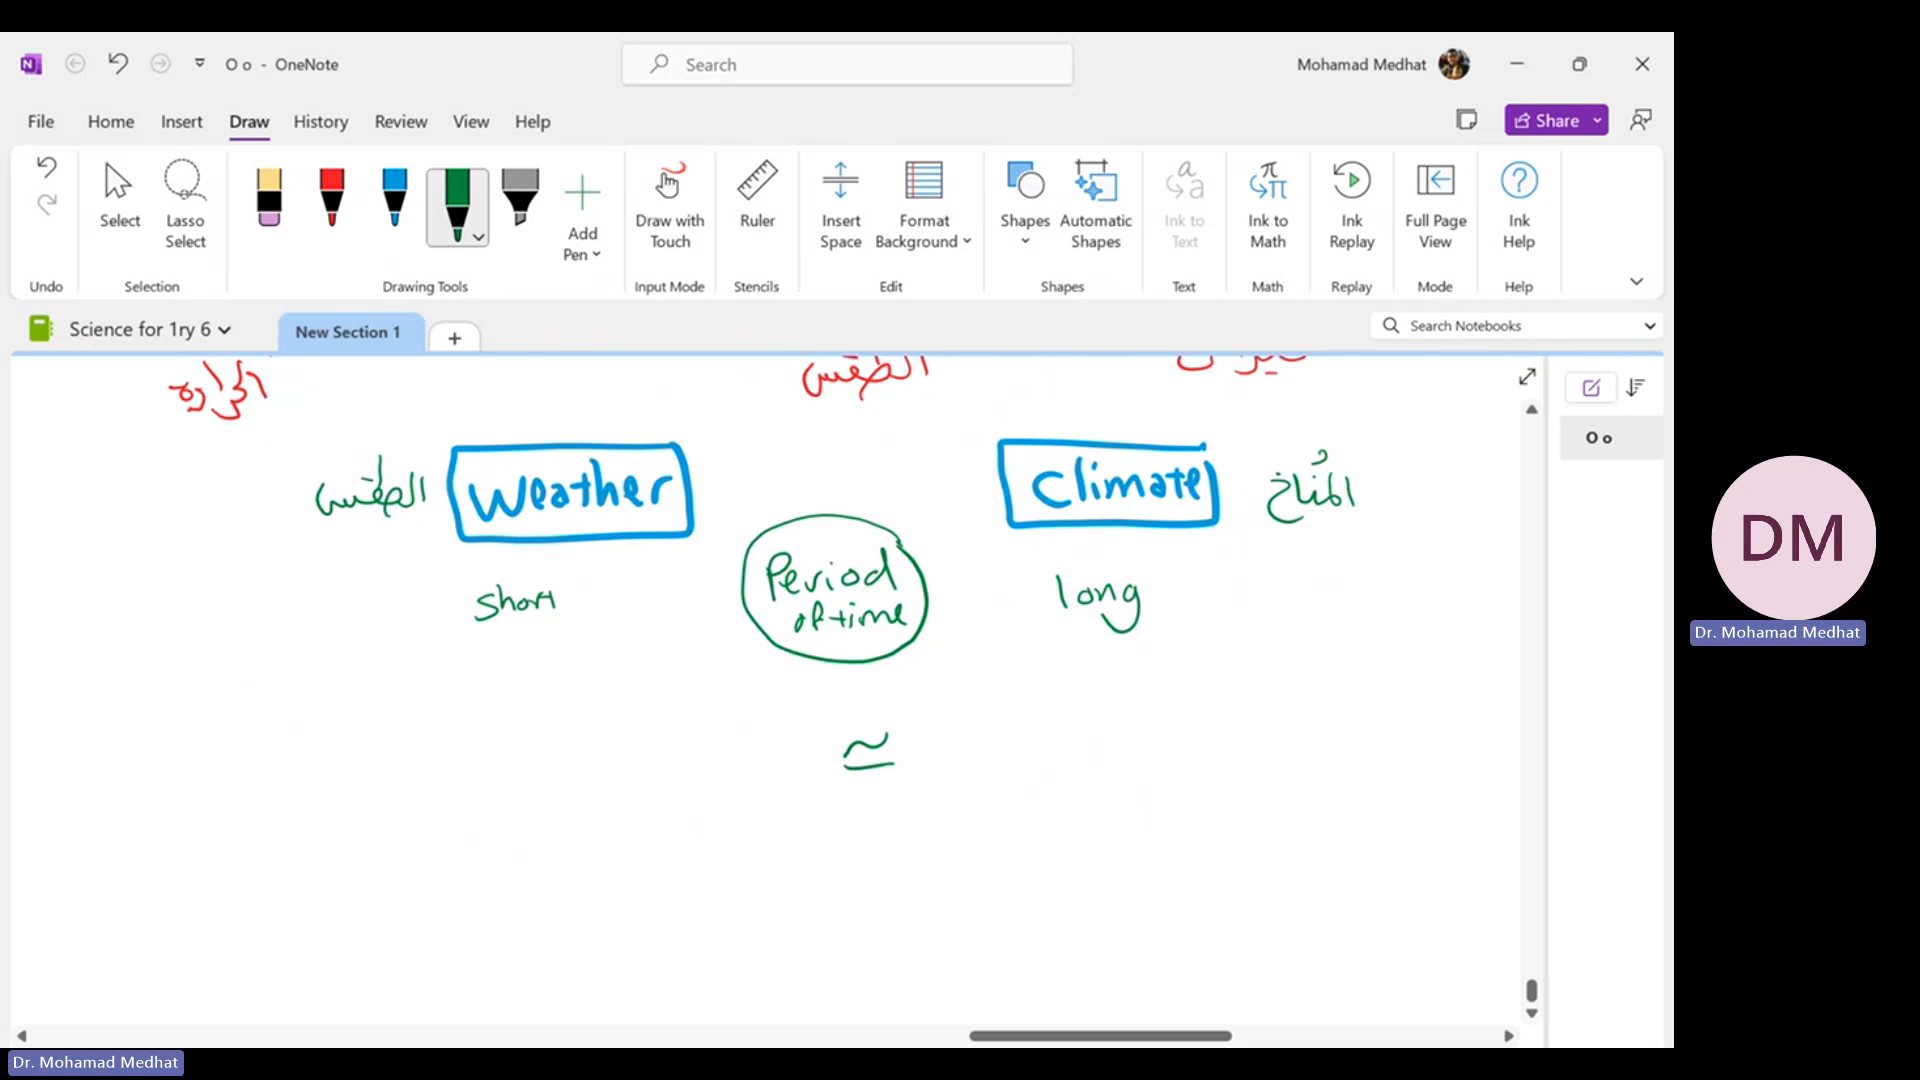 O o - OneNote
Search
Mohamad Medhat
File Home Insert Draw History Review View Help
Share
Select
Lasso Select
Add Pen
Draw with Touch
Ruler
Insert Space
Format Background
Shapes
Automatic Shapes
Ink to Text
Ink to Math
Ink Replay
Full Page View
Ink Help
Undo Selection Drawing Tools Input Mode Stencils Edit Shapes Text Math Replay Mode Help
Science for 1ry 6
New Section 1
Search Notebooks
O o
الحرارة
الطقس
الطقس
Weather
Climate
المُناخ
short
Period
of time
long
≃
DM
Dr. Mohamad Medhat
Dr. Mohamad Medhat